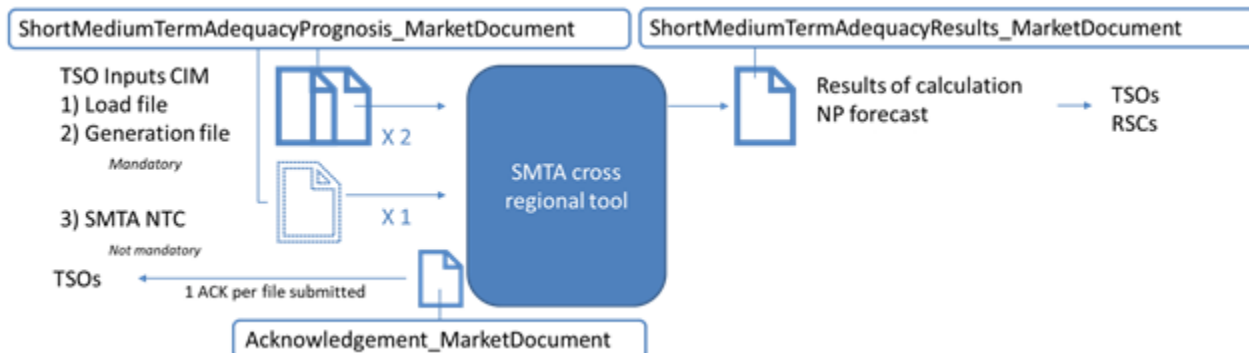 ShortMediumTermAdequacyPrognosis_MarketDocument
ShortMediumTermAdequacyResults_MarketDocument
TSO Inputs CIM
1) Load file
2) Generation file
Mandatory
X 2
3) SMTA NTC
Not mandatory
X 1
SMTA cross
regional tool
Results of calculation
NP forecast
TSOs
RSCs
TSOs
1 ACK per file submitted
Acknowledgement_MarketDocument